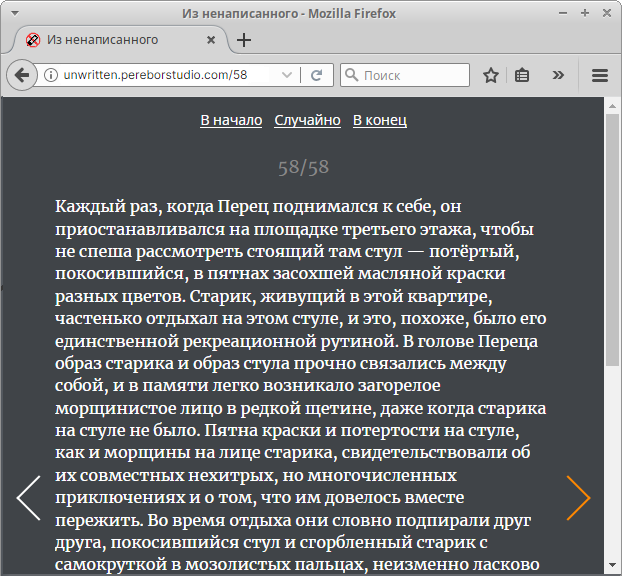 Из ненаписанного - Mozilla Firefox
Из ненаписанного
unwritten.pereborstudio.com/58
Поиск
В начало Случайно В конец
58/58
Каждый раз, когда Перец поднимался к себе, он
приостанавливался на площадке третьего этажа, чтобы
не спеша рассмотреть стоящий там стул — потёртый,
покосившийся, в пятнах засохшей масляной краски
разных цветов. Старик, живущий в этой квартире,
частенько отдыхал на этом стуле, и это, похоже, было его
единственной рекреационной рутиной. В голове Переца
образ старика и образ стула прочно связались между
собой, и в памяти легко возникало загорелое
морщинистое лицо в редкой щетине, даже когда старика
на стуле не было. Пятна краски и потертости на стуле,
как и морщины на лице старика, свидетельствовали об
их совместных нехитрых, но многочисленных
приключениях и о том, что им довелось вместе
пережить. Во время отдыха они словно подпирали друг
друга, покосившийся стул и сгорбленный старик с
самокруткой в мозолистых пальцах, неизменно ласково